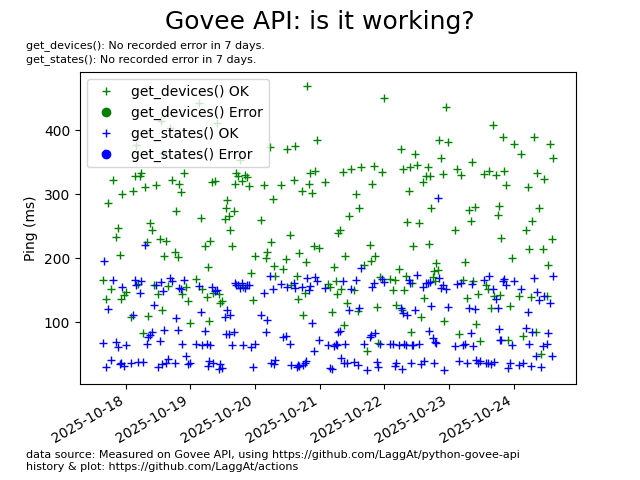 Govee API: is it working?
get_devices(): No recorded error in 7 days.
get_states(): No recorded error in 7 days.
get_devices() OK
get_devices() Error
get_states() OK
get_states() Error
Ping (ms)
400
300
200
100
2025-10-18
2025-10-19
2025-10-20
2025-10-21
2025-10-22
2025-10-23
2025-10-24
data source: Measured on Govee API, using https://github.com/LaggAt/python-govee-api
history & plot: https://github.com/LaggAt/actions